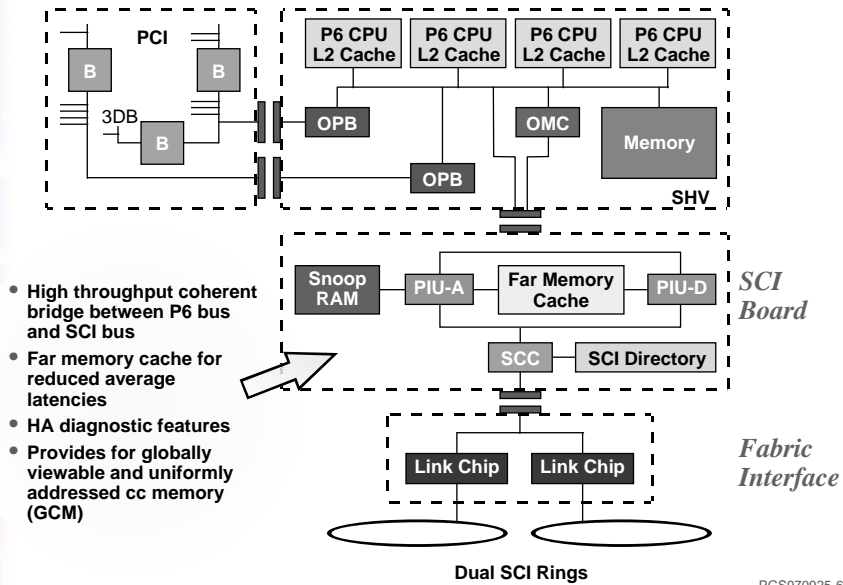 PCI
B
B
3DB
B
P6 CPU
L2 Cache
P6 CPU
L2 Cache
P6 CPU
L2 Cache
P6 CPU
L2 Cache
OPB
OMC
Memory
OPB
SHV
Snoop
RAM
PIU-A
Far Memory
Cache
PIU-D
SCI
Board
SCC
SCI Directory
• High throughput coherent
bridge between P6 bus
and SCI bus
• Far memory cache for
reduced average
latencies
• HA diagnostic features
• Provides for globally
viewable and uniformly
addressed cc memory
(GCM)
Link Chip
Link Chip
Fabric
Interface
Dual SCI Rings